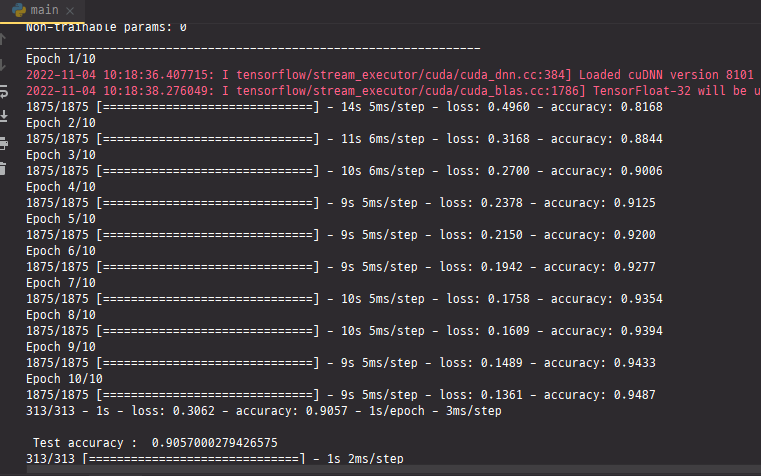 main
Non-trainable params: 0
_________________________________________________________________
Epoch 1/10
2022-11-04 10:18:36.407715: I tensorflow/stream_executor/cuda/cuda_dnn.cc:384] Loaded cuDNN version 8101
2022-11-04 10:18:38.276049: I tensorflow/stream_executor/cuda/cuda_blas.cc:1786] TensorFloat-32 will be u
1875/1875 [==============================] - 14s 5ms/step - loss: 0.4960 - accuracy: 0.8168
Epoch 2/10
1875/1875 [==============================] - 11s 6ms/step - loss: 0.3168 - accuracy: 0.8844
Epoch 3/10
1875/1875 [==============================] - 10s 6ms/step - loss: 0.2700 - accuracy: 0.9006
Epoch 4/10
1875/1875 [==============================] - 9s 5ms/step - loss: 0.2378 - accuracy: 0.9125
Epoch 5/10
1875/1875 [==============================] - 9s 5ms/step - loss: 0.2150 - accuracy: 0.9200
Epoch 6/10
1875/1875 [==============================] - 9s 5ms/step - loss: 0.1942 - accuracy: 0.9277
Epoch 7/10
1875/1875 [==============================] - 10s 5ms/step - loss: 0.1758 - accuracy: 0.9354
Epoch 8/10
1875/1875 [==============================] - 10s 5ms/step - loss: 0.1609 - accuracy: 0.9394
Epoch 9/10
1875/1875 [==============================] - 9s 5ms/step - loss: 0.1489 - accuracy: 0.9433
Epoch 10/10
1875/1875 [==============================] - 9s 5ms/step - loss: 0.1361 - accuracy: 0.9487
313/313 - 1s - loss: 0.3062 - accuracy: 0.9057 - 1s/epoch - 3ms/step
Test accuracy :  0.9057000279426575
313/313 [==============================] - 1s 2ms/step